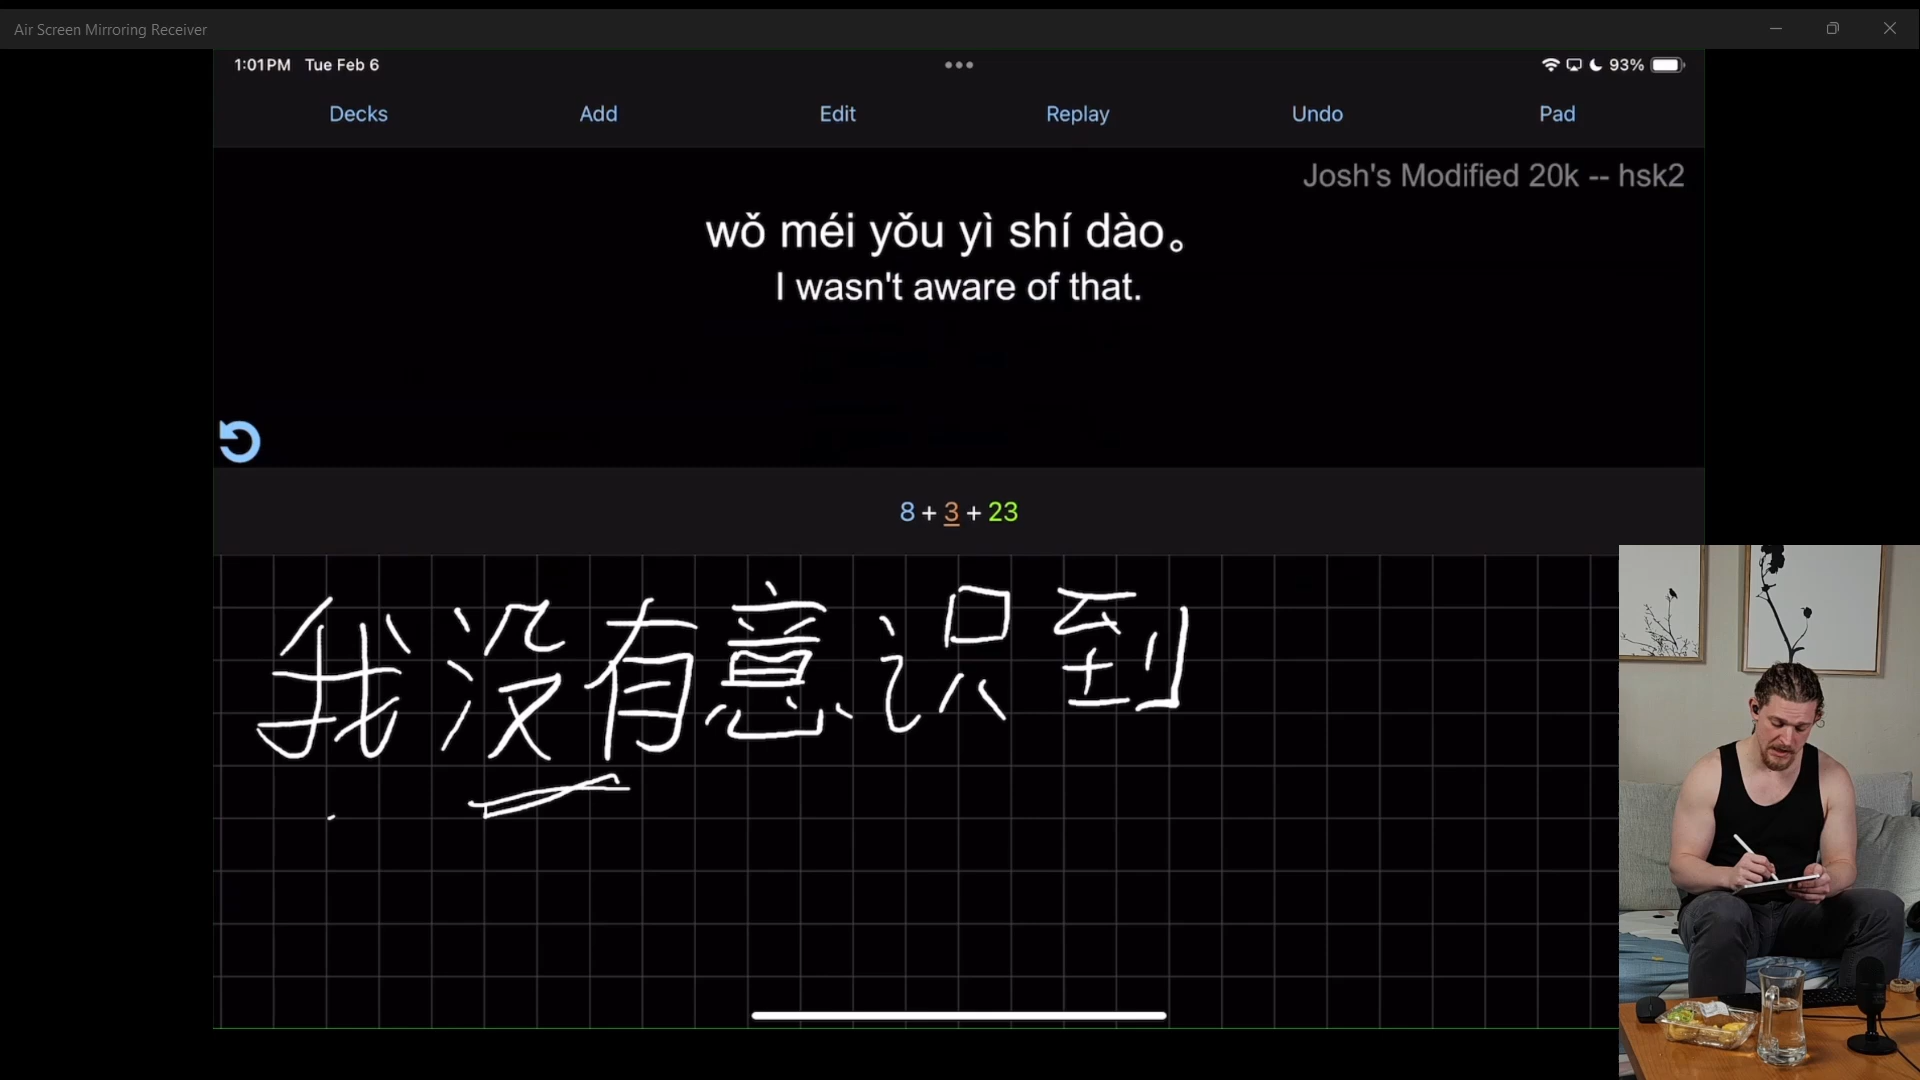 Air Screen Mirroring Receiver
1:01 PM Tue Feb 6
93%
Decks Add Edit Replay Undo Pad
Josh's Modified 20k -- hsk2
wǒ méi yǒu yì shí dào。
I wasn't aware of that.
8 + 3 + 23
我没有意识到